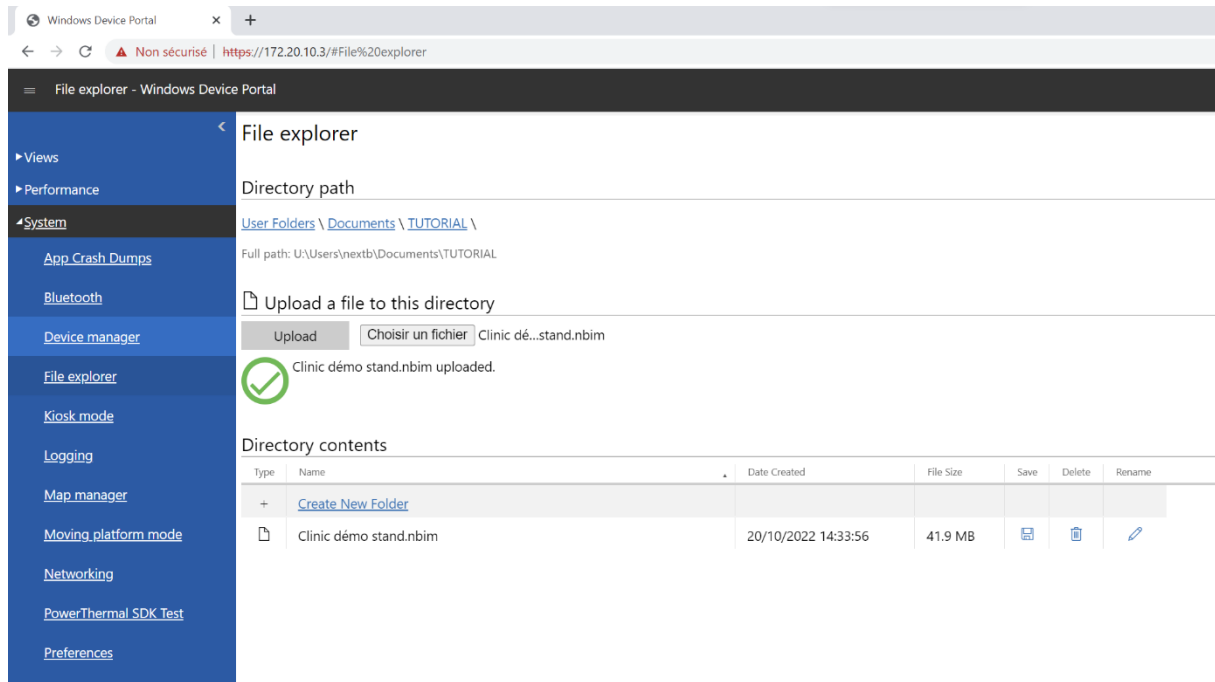 Windows Device Portal
Non sécurisé | https://172.20.10.3/#File%20explorer
File explorer - Windows Device Portal
Views
Performance
System
App Crash Dumps
Bluetooth
Device manager
File explorer
Kiosk mode
Logging
Map manager
Moving platform mode
Networking
PowerThermal SDK Test
Preferences
File explorer
Directory path
User Folders \ Documents \ TUTORIAL \
Full path: U:\Users\nextb\Documents\TUTORIAL
Upload a file to this directory
Upload Choisir un fichier Clinic dé...stand.nbim
Clinic démo stand.nbim uploaded.
Directory contents
Type Name Date Created File Size Save Delete Rename
+ Create New Folder
Clinic démo stand.nbim 20/10/2022 14:33:56 41.9 MB